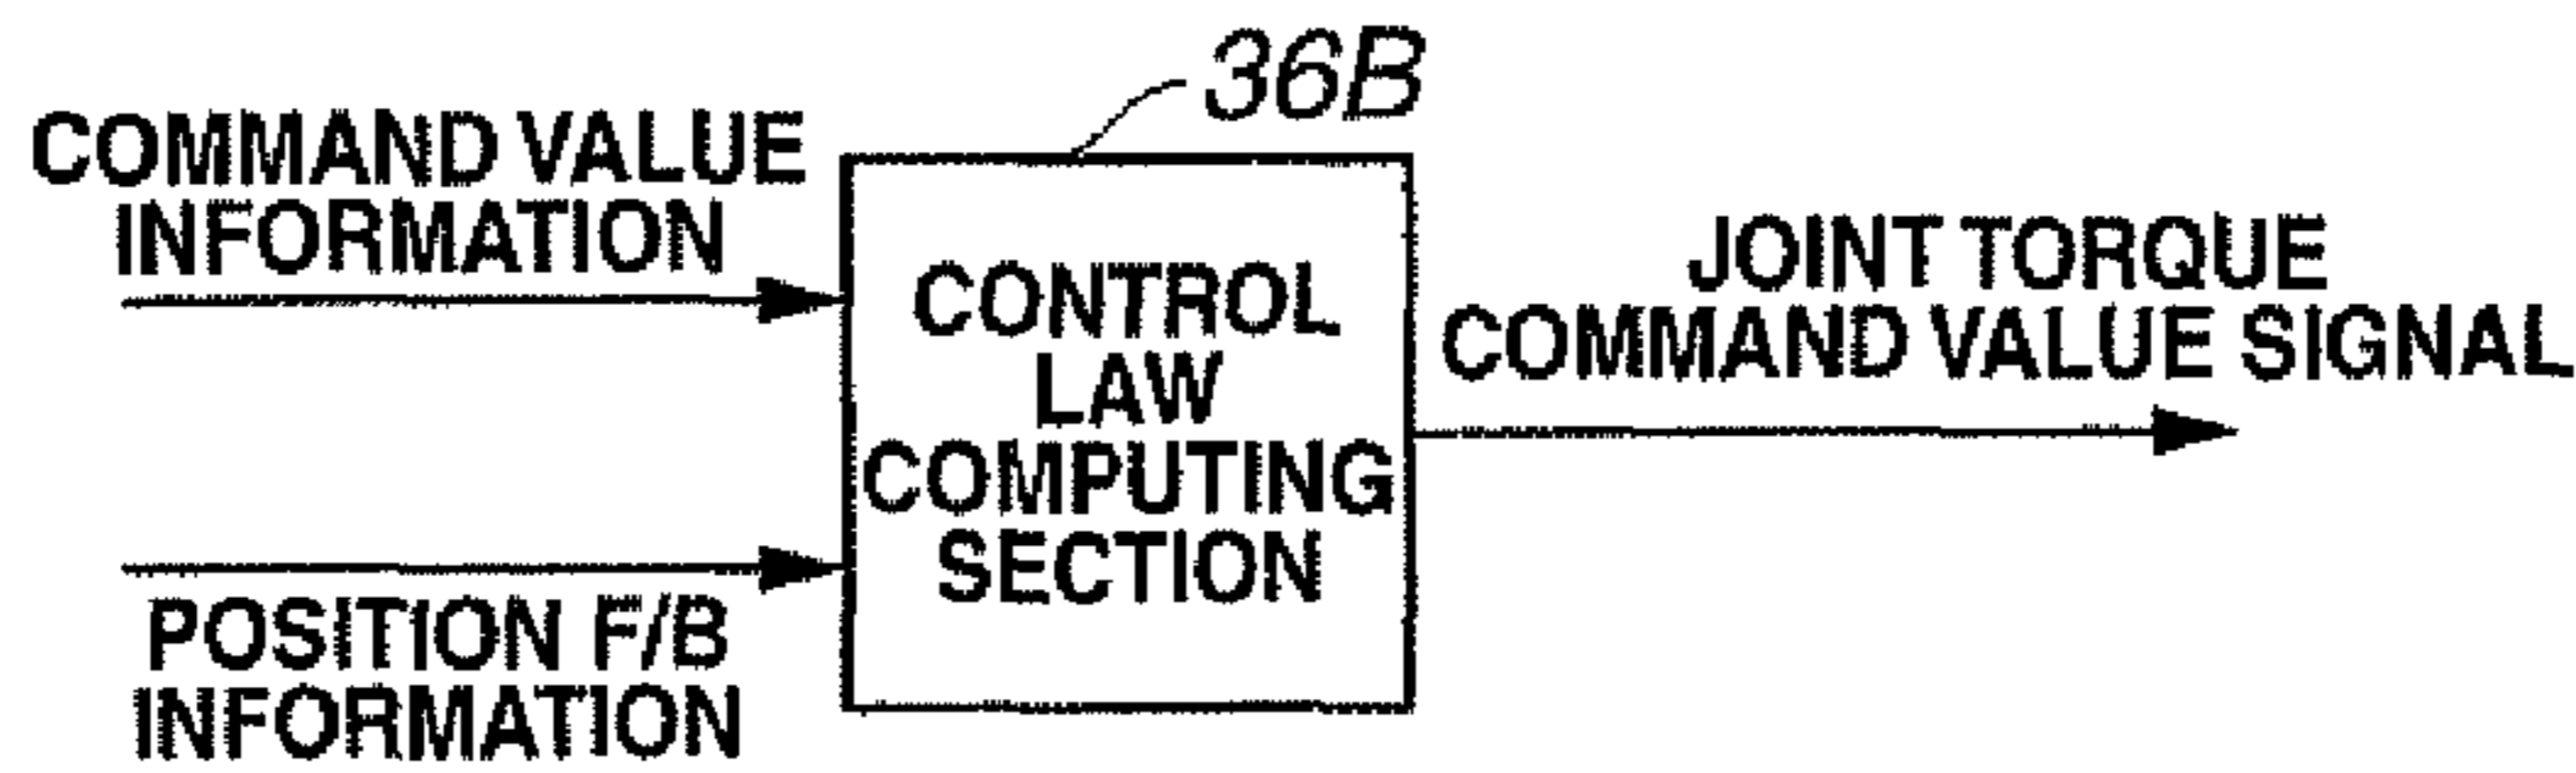 36B
COMMAND VALUE
INFORMATION
CONTROL
LAW
COMPUTING
SECTION
JOINT TORQUE
COMMAND VALUE SIGNAL
POSITION F/B
INFORMATION